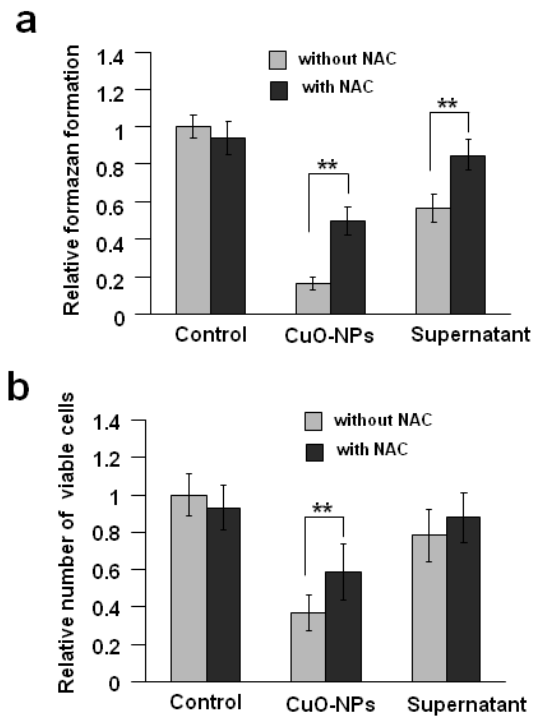 a
Relative formazan formation
1.4
1.2
1
0.8
0.6
0.4
0.2
0
without NAC
with NAC
**
**
Control
CuO-NPs
Supernatant
b
Relative number of viable cells
1.4
1.2
1
0.8
0.6
0.4
0.2
0
without NAC
with NAC
**
Control
CuO-NPs
Supernatant